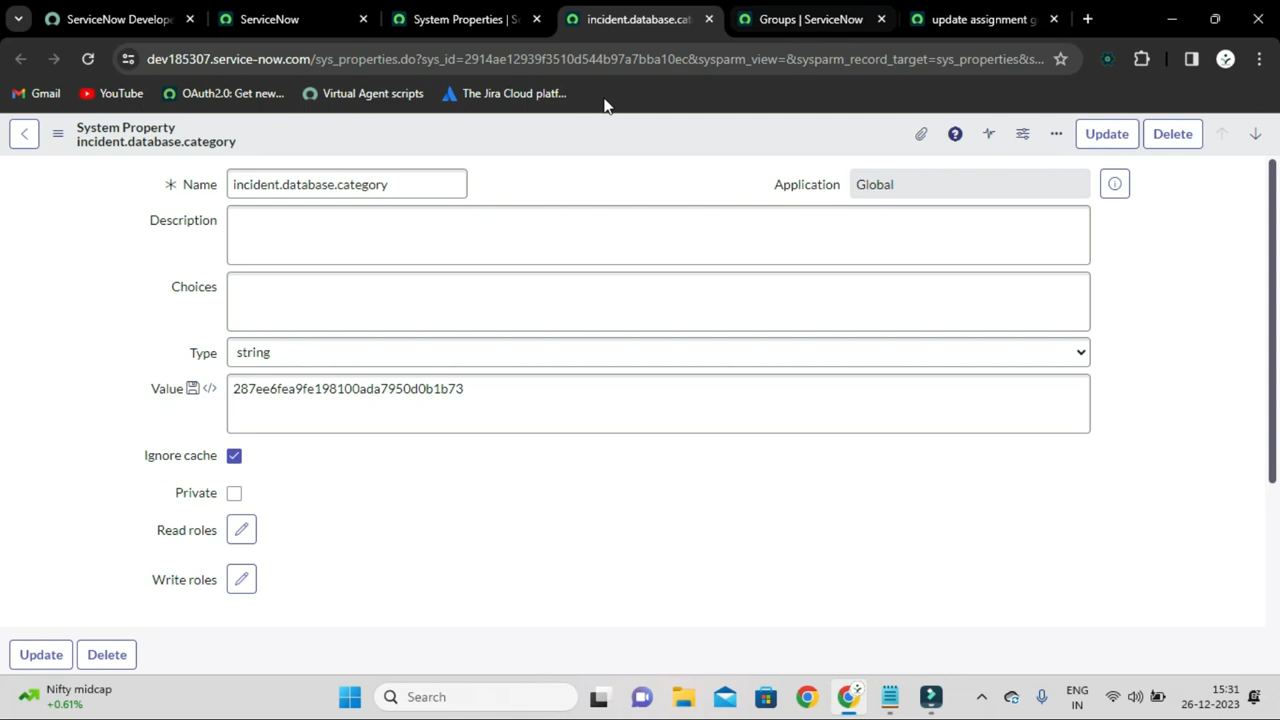 ServiceNow Develope
ServiceNow
System Properties | Se
incident.database.cat
Groups | ServiceNow
update assignment g
dev185307.service-now.com/sys_properties.do?sys_id=2914ae12939f3510d544b97a7bba10ec&sysparm_view=&sysparm_record_target=sys_properties&s...
Gmail
YouTube
OAuth2.0: Get new...
Virtual Agent scripts
The Jira Cloud platf...
System Property
incident.database.category
Update
Delete
Name
incident.database.category
Application
Global
Description
Choices
Type
string
Value
287ee6fea9fe198100ada7950d0b1b73
Ignore cache
Private
Read roles
Write roles
Update
Delete
Nifty midcap
+0.61%
Search
ENG
IN
15:31
26-12-2023